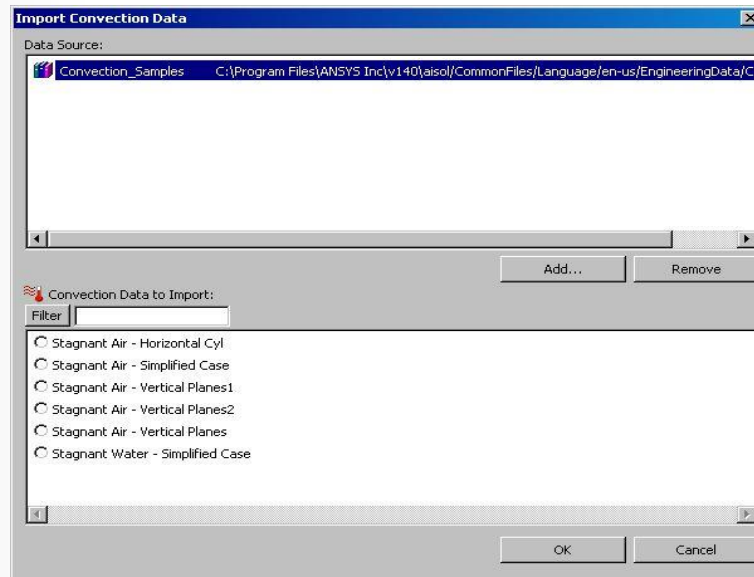 Import Convection Data
Data Source:
Convection_Samples C:\Program Files\ANSYS Inc\v140\aisol/CommonFiles/Language/en-us/EngineeringData/C
Add... Remove
Convection Data to Import:
Filter
Stagnant Air - Horizontal Cyl
Stagnant Air - Simplified Case
Stagnant Air - Vertical Planes1
Stagnant Air - Vertical Planes2
Stagnant Air - Vertical Planes
Stagnant Water - Simplified Case
OK Cancel